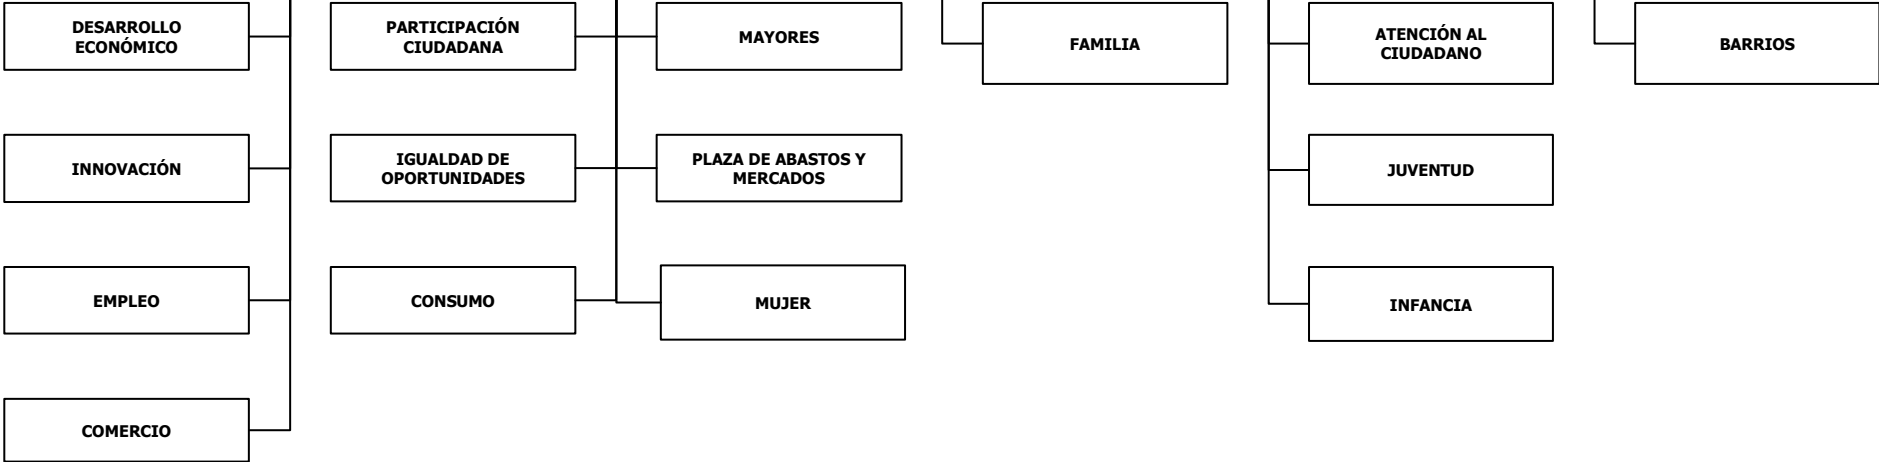 DESARROLLO
ECONÓMICO
PARTICIPACIÓN
CIUDADANA
MAYORES
FAMILIA
ATENCIÓN AL
CIUDADANO
BARRIOS
INNOVACIÓN
IGUALDAD DE
OPORTUNIDADES
PLAZA DE ABASTOS Y
MERCADOS
JUVENTUD
EMPLEO
CONSUMO
MUJER
INFANCIA
COMERCIO